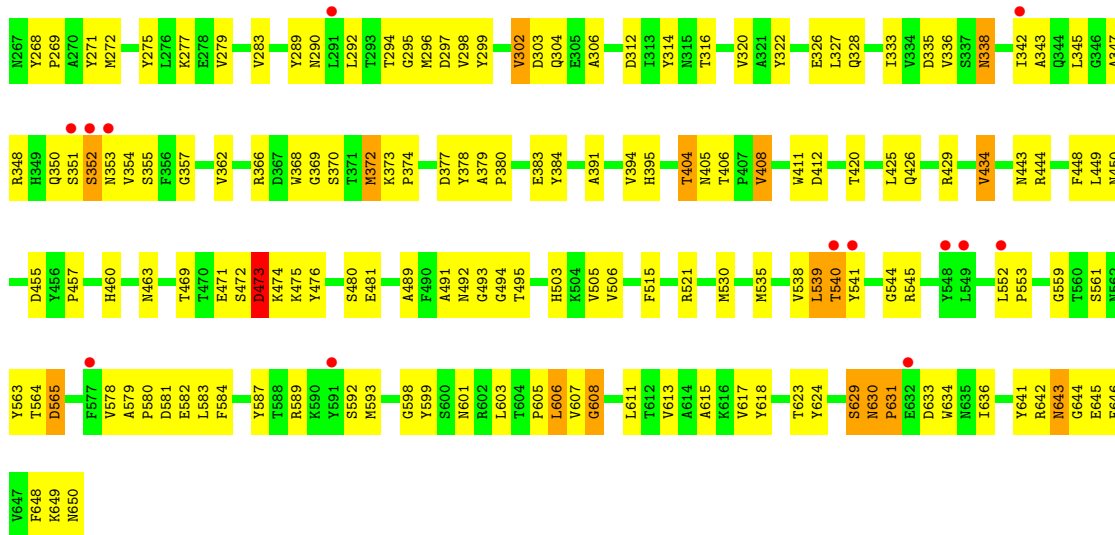 N267 Y268 P269 A270 Y271 M272 Y275 L276 K277 E278 V279 V283 Y289 N290 L291 L292 T293 T294 G295 M296 D297 V298 Y299 V302 D303 Q304 E305 A306 D312 I313 Y314 N315 T316 V320 A321 Y322 E326 L327 Q328 I333 V334 D335 V336 S337 N338 I342 A343 Q344 L345 G346 A347
R348 H349 Q350 S351 S352 N353 V354 S355 F356 G357 V362 R366 D367 W368 G369 S370 T371 M372 K373 P374 D377 Y378 A379 P380 E383 Y384 A391 V394 H395 T404 N405 T406 P407 V408 W411 D412 T420 L425 Q426 R429 V434 N443 R444 F448 L449 N450
D455 Y456 P457 H460 N463 T469 T470 E471 S472 D473 K474 K475 Y476 S480 E481 A489 F490 A491 N492 G493 G494 T495 H503 K504 V505 V506 F515 R521 M530 M535 V538 L539 T540 Y541 G544 R545 Y548 L549 L552 P553 G559 T560 S561 N562
Y563 T564 D565 F577 V578 A579 P580 D581 E582 L583 F584 Y587 T588 R589 K590 Y591 S592 M593 G598 Y599 S600 N601 R602 L603 T604 P605 L606 V607 G608 L611 T612 V613 A614 A615 K616 V617 Y618 T623 Y624 S629 N630 P631 E632 D633 W634 N635 I636 Y641 R642 N643 G644 E645 F646
V647 F648 K649 N650